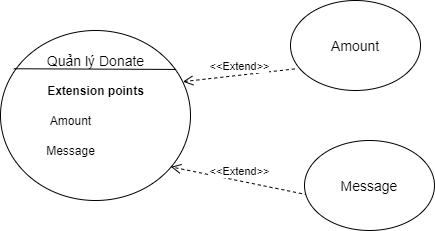 Quản lý Donate
Extension points
Amount
Message
<<Extend>>
Amount
<<Extend>>
Message